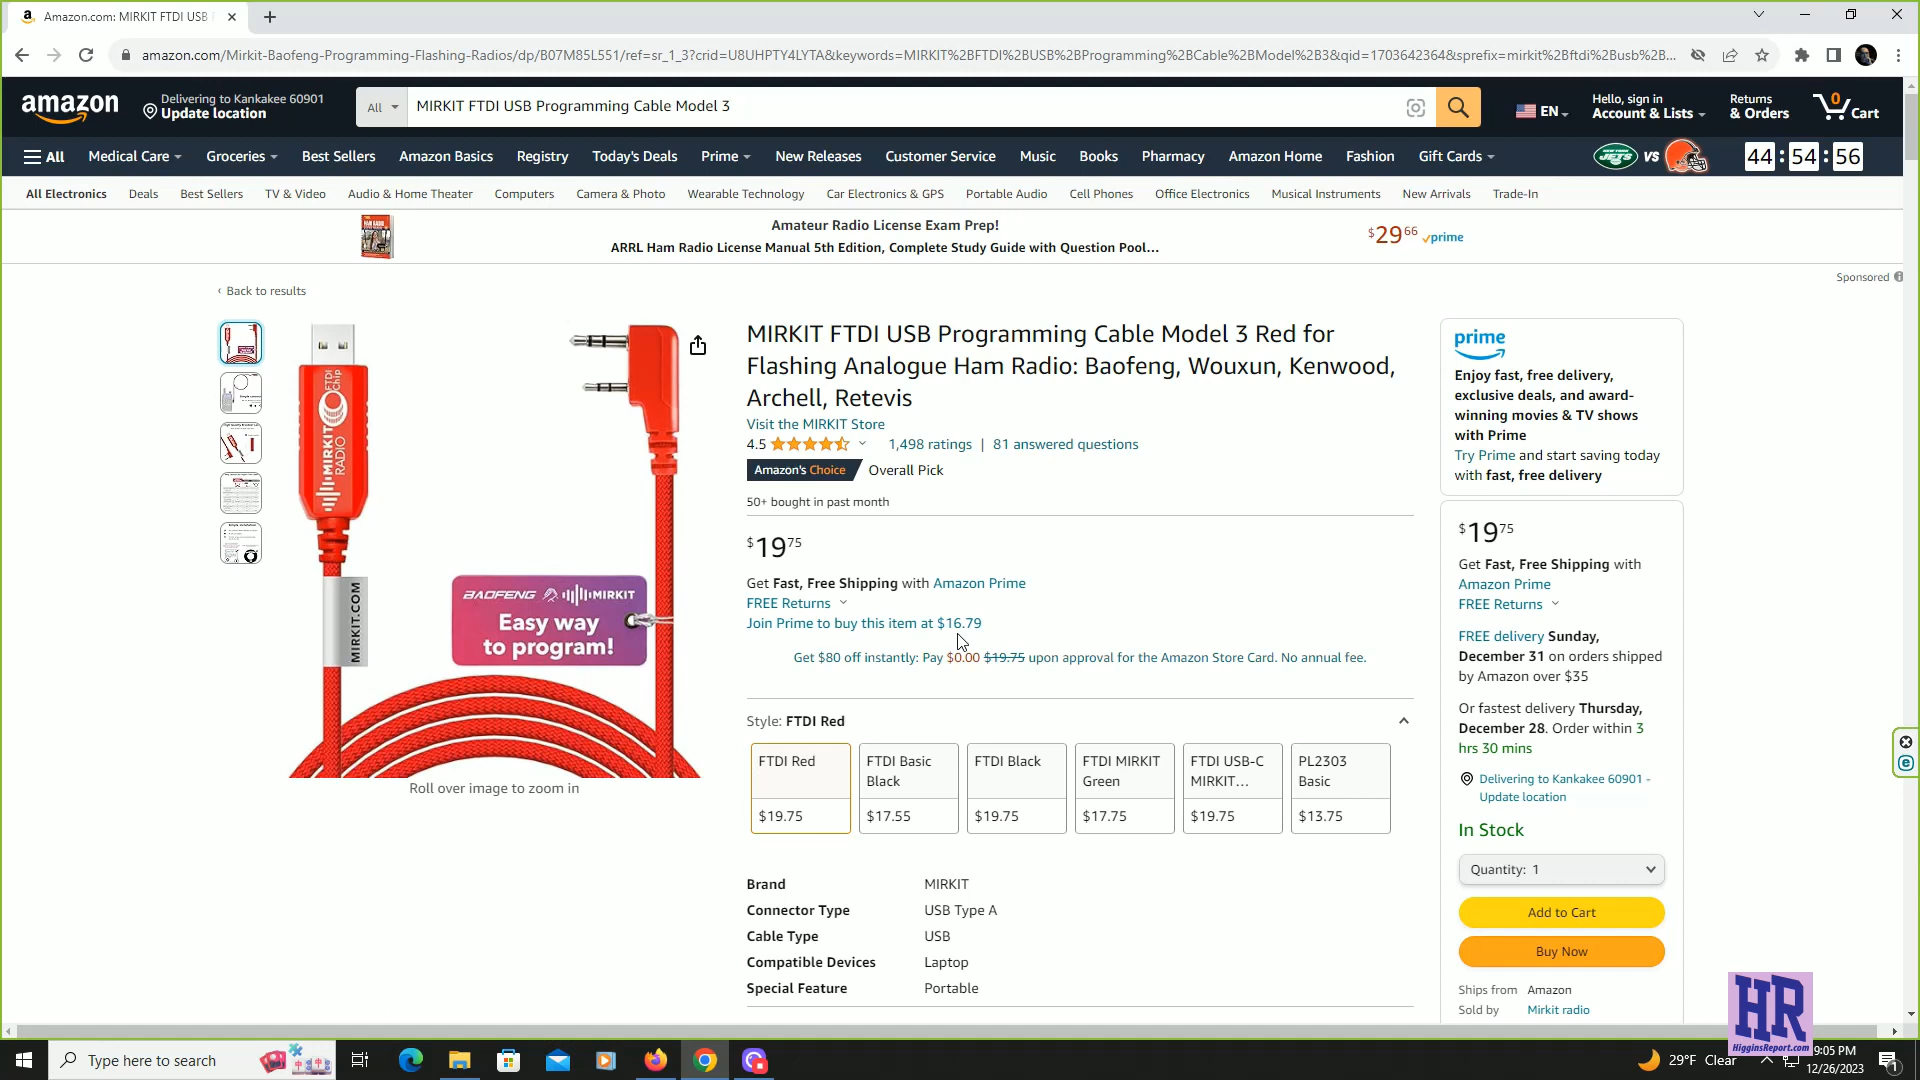 Amazon.com: MIRKIT FTDI USB
amazon.com/Mirkit-Baofeng-Programming-Flashing-Radios/dp/B07M85L551/ref=sr_1_3?crid=U8UHPTY4LYTA&keywords=MIRKIT%2BFTDI%2BUSB%2BProgramming%2BCable%2BModel%2B3&qid=1703642364&sprefix=mirkit%2Bftdi%2Busb%2B...
amazon
Delivering to Kankakee 60901
Update location
All
MIRKIT FTDI USB Programming Cable Model 3
EN
Hello, sign in
Account & Lists
Returns
& Orders
0
Cart
All
Medical Care
Groceries
Best Sellers
Amazon Basics
Registry
Today's Deals
Prime
New Releases
Customer Service
Music
Books
Pharmacy
Amazon Home
Fashion
Gift Cards
JETS
VS
44 : 54 : 56
All Electronics
Deals
Best Sellers
TV & Video
Audio & Home Theater
Computers
Camera & Photo
Wearable Technology
Car Electronics & GPS
Portable Audio
Cell Phones
Office Electronics
Musical Instruments
New Arrivals
Trade-In
Amateur Radio License Exam Prep!
ARRL Ham Radio License Manual 5th Edition, Complete Study Guide with Question Pool...
$29 66 prime
Sponsored
‹ Back to results
FTDI Chip
MIRKIT RADIO
MIRKIT.COM
BAOFENG MIRKIT
Easy way
to program!
Roll over image to zoom in
MIRKIT FTDI USB Programming Cable Model 3 Red for
Flashing Analogue Ham Radio: Baofeng, Wouxun, Kenwood,
Archell, Retevis
Visit the MIRKIT Store
4.5
1,498 ratings | 81 answered questions
Amazon's Choice Overall Pick
50+ bought in past month
$19 75
Get Fast, Free Shipping with Amazon Prime
FREE Returns
Join Prime to buy this item at $16.79
Get $80 off instantly: Pay $0.00 $19.75 upon approval for the Amazon Store Card. No annual fee.
Style: FTDI Red
FTDI Red
$19.75
FTDI Basic
Black
$17.55
FTDI Black
$19.75
FTDI MIRKIT
Green
$17.75
FTDI USB-C
MIRKIT...
$19.75
PL2303
Basic
$13.75
Brand MIRKIT
Connector Type USB Type A
Cable Type USB
Compatible Devices Laptop
Special Feature Portable
prime
Enjoy fast, free delivery,
exclusive deals, and award-
winning movies & TV shows
with Prime
Try Prime and start saving today
with fast, free delivery
$19 75
Get Fast, Free Shipping with
Amazon Prime
FREE Returns
FREE delivery Sunday,
December 31 on orders shipped
by Amazon over $35
Or fastest delivery Thursday,
December 28. Order within 3
hrs 30 mins
Delivering to Kankakee 60901 -
Update location
In Stock
Quantity: 1
Add to Cart
Buy Now
Ships from Amazon
Sold by Mirkit radio
HR
HigginsReport.com
Type here to search
29°F Clear
9:05 PM
12/26/2023
1